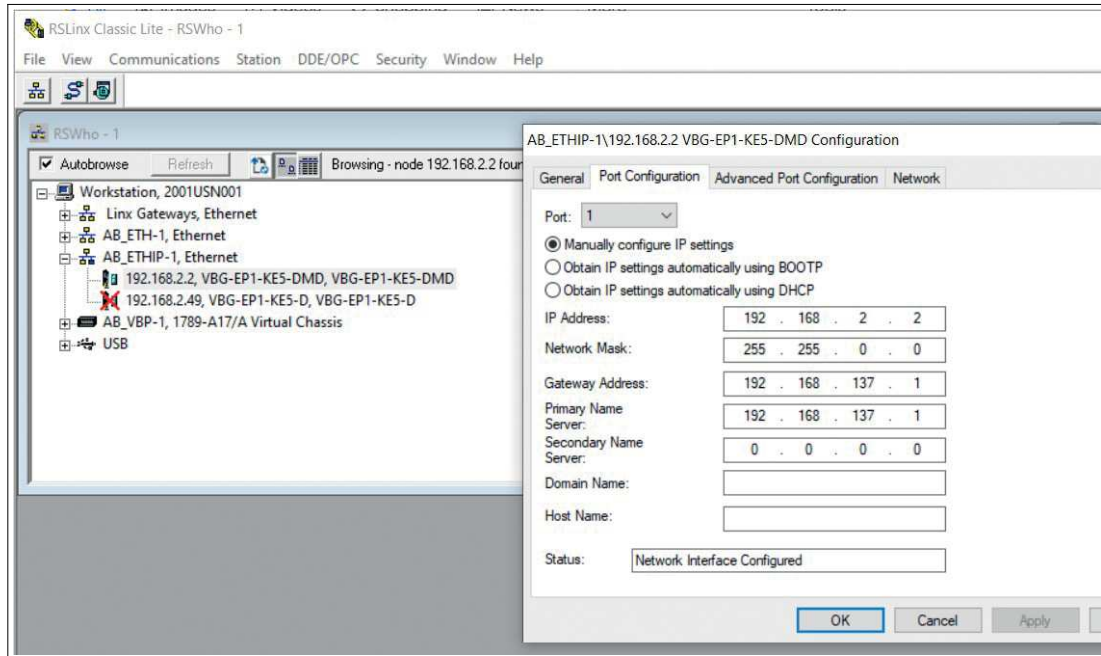 RSLinx Classic Lite - RSWho - 1
File View Communications Station DDE/OPC Security Window Help
RSWho - 1
Autobrowse Refresh Browsing - node 192.168.2.2 foun
Workstation, 2001USN001
Linx Gateways, Ethernet
AB_ETH-1, Ethernet
AB_ETHIP-1, Ethernet
192.168.2.2, VBG-EP1-KE5-DMD, VBG-EP1-KE5-DMD
192.168.2.49, VBG-EP1-KE5-D, VBG-EP1-KE5-D
AB_VBP-1, 1789-A17/A Virtual Chassis
USB
AB_ETHIP-1\192.168.2.2 VBG-EP1-KE5-DMD Configuration
General Port Configuration Advanced Port Configuration Network
Port: 1
Manually configure IP settings
Obtain IP settings automatically using BOOTP
Obtain IP settings automatically using DHCP
IP Address: 192 . 168 . 2 . 2
Network Mask: 255 . 255 . 0 . 0
Gateway Address: 192 . 168 . 137 . 1
Primary Name
Server: 192 . 168 . 137 . 1
Secondary Name
Server: 0 . 0 . 0 . 0
Domain Name:
Host Name:
Status: Network Interface Configured
OK Cancel Apply